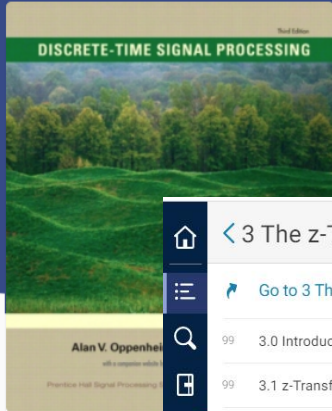 Third Edition
DISCRETE-TIME SIGNAL PROCESSING
Alan V. Oppenhei
Prentice Hall Signal Processing S
3 The z-T
Go to 3 Th
99 3.0 Introduc
99 3.1 z-Transf